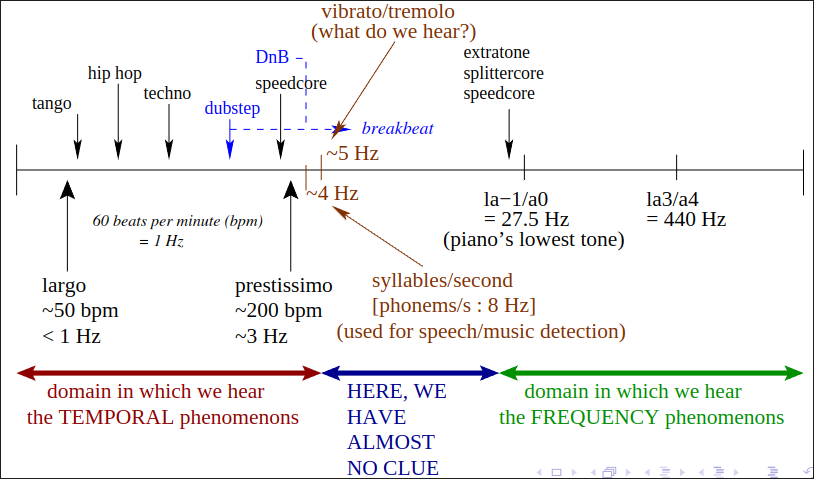 vibrato/tremolo
(what do we hear?)
DnB
extratone
splittercore
speedcore
hip hop
techno
speedcore
tango
dubstep
breakbeat
~5 Hz
~4 Hz
60 beats per minute (bpm)
= 1 Hz
la−1/a0
= 27.5 Hz
(piano's lowest tone)
la3/a4
= 440 Hz
largo
~50 bpm
< 1 Hz
prestissimo
~200 bpm
~3 Hz
syllables/second
[phonems/s : 8 Hz]
(used for speech/music detection)
domain in which we hear
the TEMPORAL phenomenons
HERE, WE
HAVE
ALMOST
NO CLUE
domain in which we hear
the FREQUENCY phenomenons